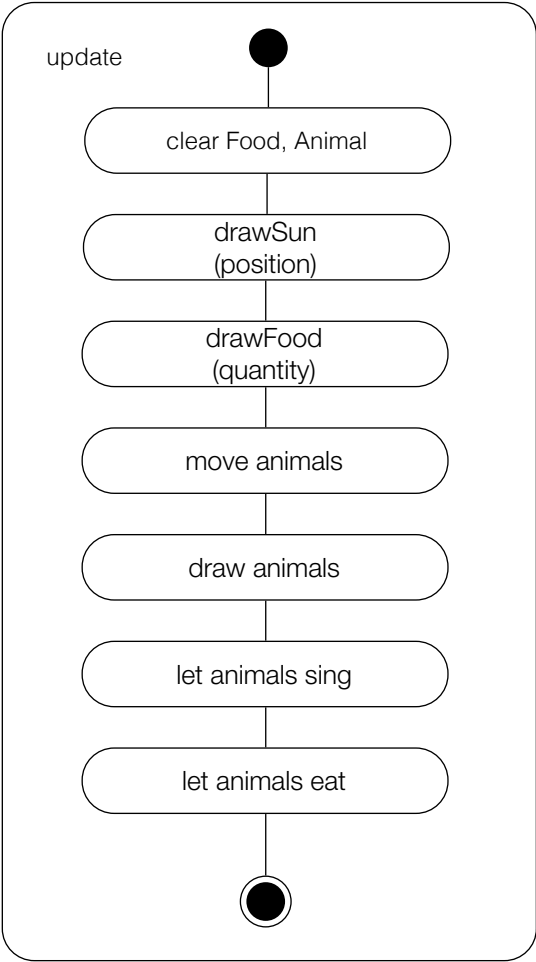 update
clear Food, Animal
drawSun
(position)
drawFood
(quantity)
move animals
draw animals
let animals sing
let animals eat